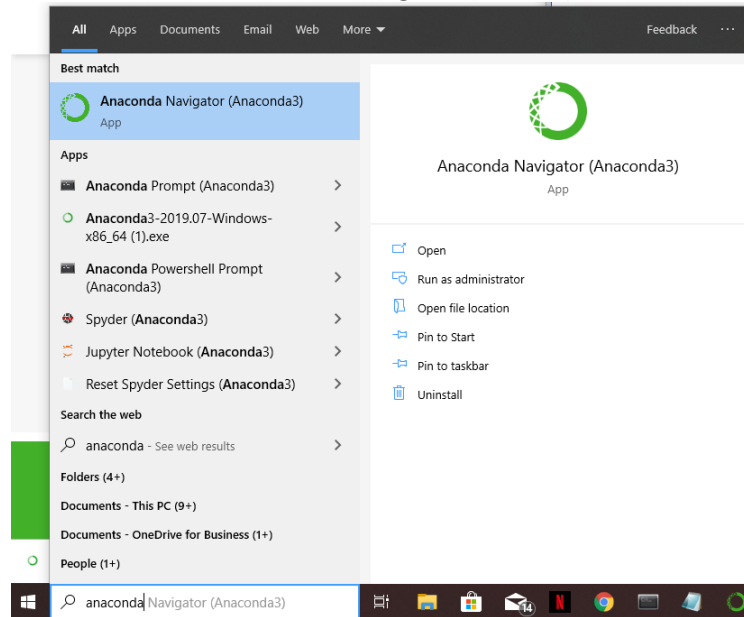 All Apps Documents Email Web More Feedback ...
Best match
Anaconda Navigator (Anaconda3)
App
Apps
Anaconda Prompt (Anaconda3)
Anaconda3-2019.07-Windows-
x86_64 (1).exe
Anaconda Powershell Prompt
(Anaconda3)
Spyder (Anaconda3)
Jupyter Notebook (Anaconda3)
Reset Spyder Settings (Anaconda3)
Search the web
anaconda - See web results
Folders (4+)
Documents - This PC (9+)
Documents - OneDrive for Business (1+)
People (1+)
Anaconda Navigator (Anaconda3)
App
Open
Run as administrator
Open file location
Pin to Start
Pin to taskbar
Uninstall
anaconda Navigator (Anaconda3)
14
N